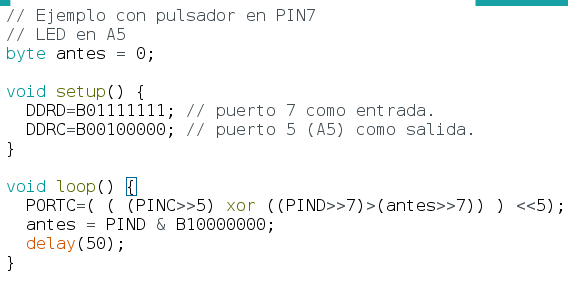 // Ejemplo con pulsador en PIN7
// LED en A5
byte antes = 0;
void setup() {
DDRD=B01111111; // puerto 7 como entrada.
DDRC=B00100000; // puerto 5 (A5) como salida.
}
void loop() {
PORTC=( ( (PINC>>5) xor ((PIND>>7)>(antes>>7)) ) <<5);
antes = PIND & B10000000;
delay(50);
}